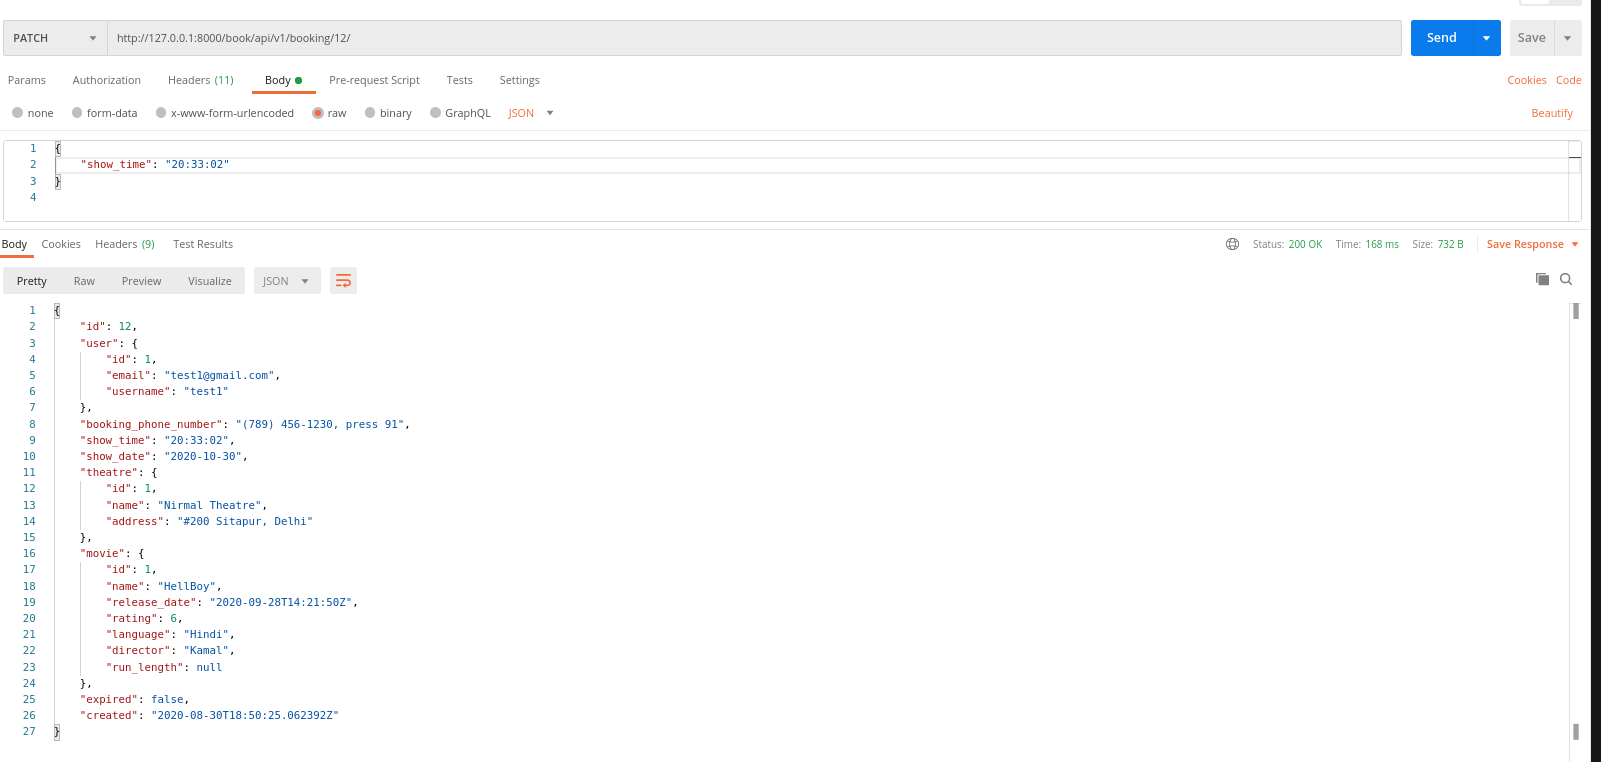 PATCH http://127.0.0.1:8000/book/api/v1/booking/12/ Send Save
Params Authorization Headers (11) Body Pre-request Script Tests Settings Cookies Code
none form-data x-www-form-urlencoded raw binary GraphQL JSON Beautify
1 {
2 "show_time": "20:33:02"
3 }
4
Body Cookies Headers (9) Test Results Status: 200 OK Time: 168 ms Size: 732 B Save Response
Pretty Raw Preview Visualize JSON
1 {
2 "id": 12,
3 "user": {
4 "id": 1,
5 "email": "test1@gmail.com",
6 "username": "test1"
7 },
8 "booking_phone_number": "(789) 456-1230, press 91",
9 "show_time": "20:33:02",
10 "show_date": "2020-10-30",
11 "theatre": {
12 "id": 1,
13 "name": "Nirmal Theatre",
14 "address": "#200 Sitapur, Delhi"
15 },
16 "movie": {
17 "id": 1,
18 "name": "HellBoy",
19 "release_date": "2020-09-28T14:21:50Z",
20 "rating": 6,
21 "language": "Hindi",
22 "director": "Kamal",
23 "run_length": null
24 },
25 "expired": false,
26 "created": "2020-08-30T18:50:25.062392Z"
27 }